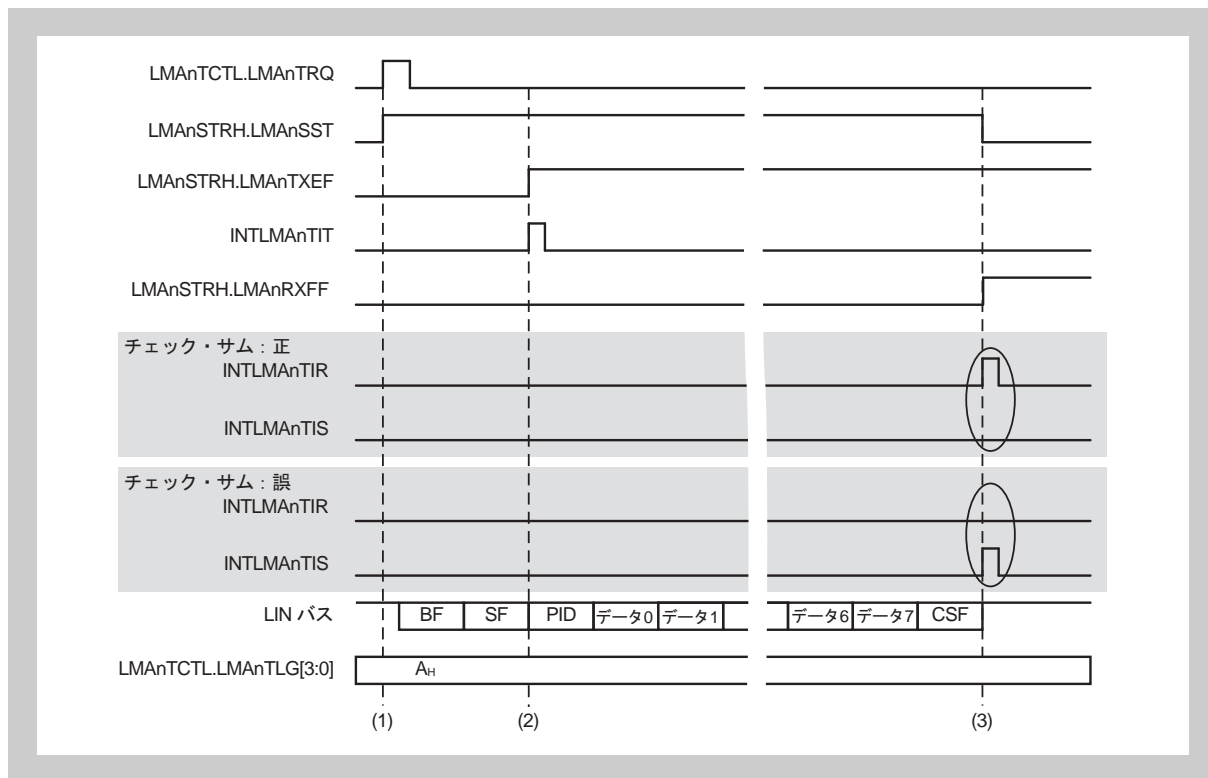 LMAnTCTL.LMAnTRQ
LMAnSTRH.LMAnSST
LMAnSTRH.LMAnTXEF
INTLMAnTIT
LMAnSTRH.LMAnRXFF
チェック・サム：正
INTLMAnTIR
INTLMAnTIS
チェック・サム：誤
INTLMAnTIR
INTLMAnTIS
LIN バス BF SF PID データ0 データ1 データ6 データ7 CSF
LMAnTCTL.LMAnTLG[3:0] AH
(1) (2) (3)